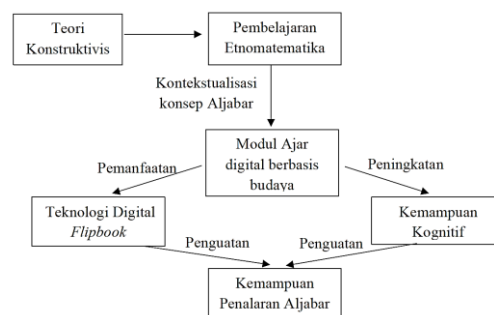 Teori
Konstruktivis
Pembelajaran
Etnomatematika
Kontekstualisasi
konsep Aljabar
Modul Ajar
digital berbasis
budaya
Pemanfaatan
Peningkatan
Teknologi Digital
Flipbook
Kemampuan
Kognitif
Penguatan
Penguatan
Kemampuan
Penalaran Aljabar